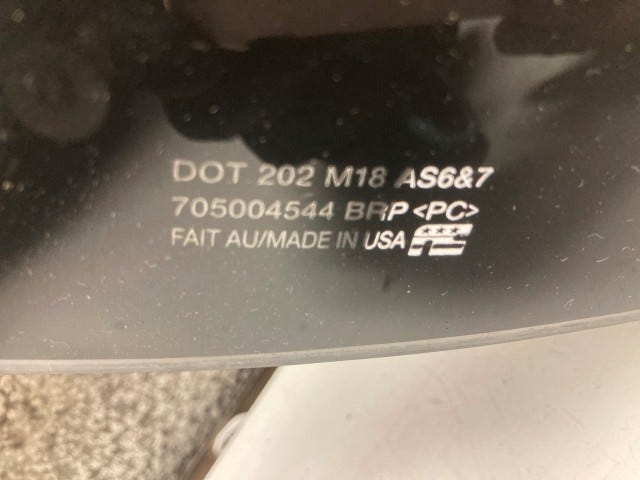 DOT 202 M18 AS6&7
705004544 BRP <PC>
FAIT AU/MADE IN USA